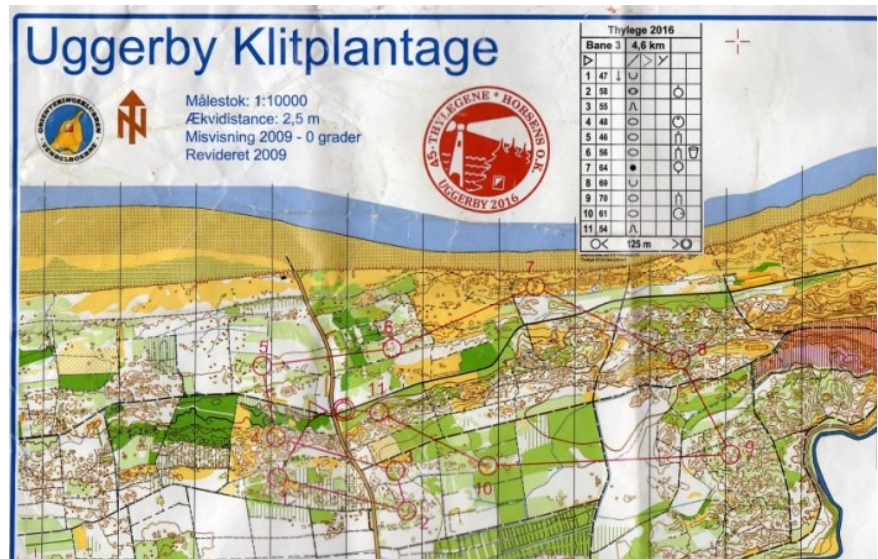 Uggerby Klitplantage
Målestok: 1:10000
Ækvidistance: 2,5 m
Misvisning 2009 - 0 grader
Revideret 2009
ORIENTERINGSKLUBBEN
VENDELBOERNE
N
45. THYLEGENE * HORSENS O.K.
UGGERBY 2016
Thylege 2016
Bane 3 4,6 km
1 47
2 58
3 55
4 48
5 46
6 56
7 64
8 69
9 70
10 61
11 54
125 m
7
5
6
8
11
4
9
10
1
2